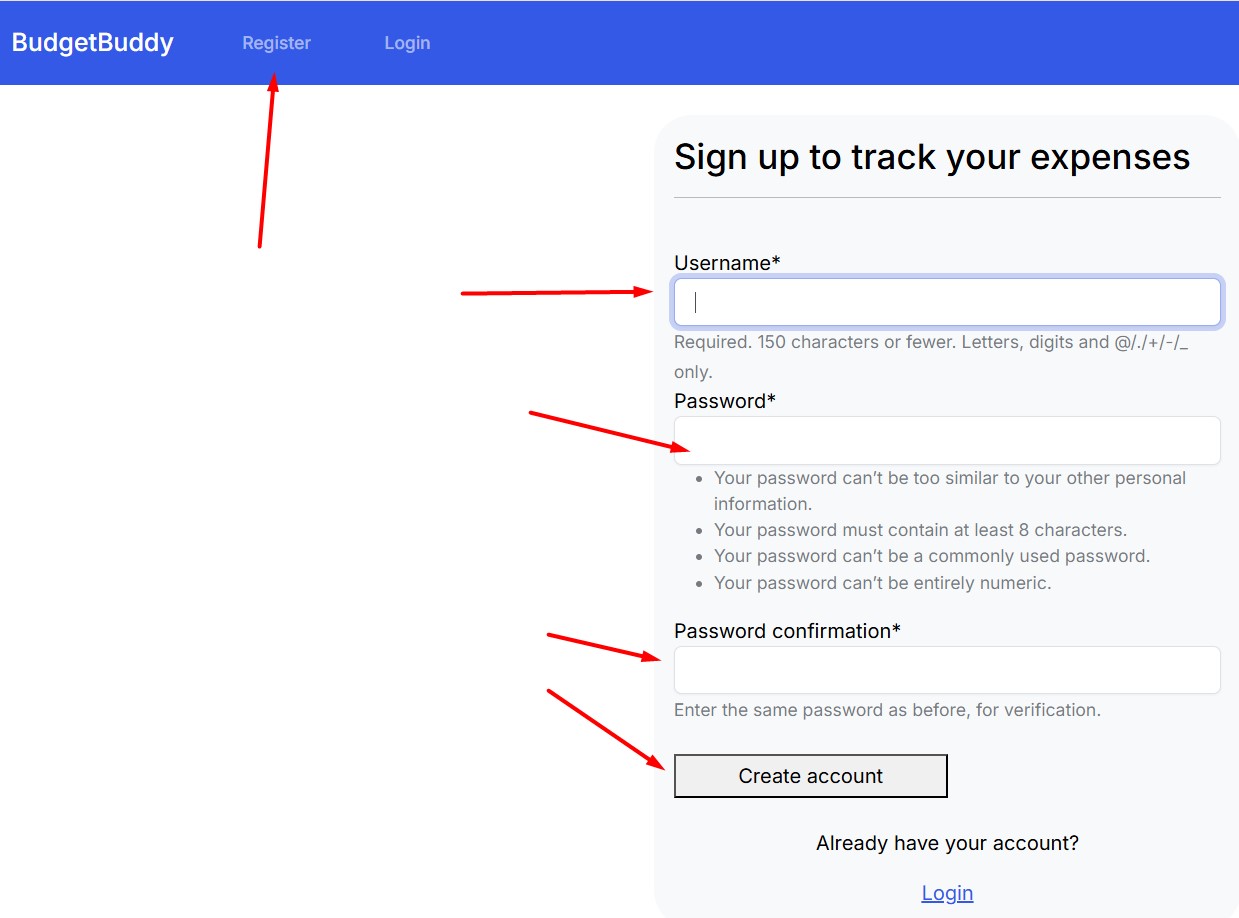 BudgetBuddy Register Login
Sign up to track your expenses
Username*
Required. 150 characters or fewer. Letters, digits and @/./+/-/_
only.
Password*
• Your password can’t be too similar to your other personal
information.
• Your password must contain at least 8 characters.
• Your password can’t be a commonly used password.
• Your password can’t be entirely numeric.
Password confirmation*
Enter the same password as before, for verification.
Create account
Already have your account?
Login